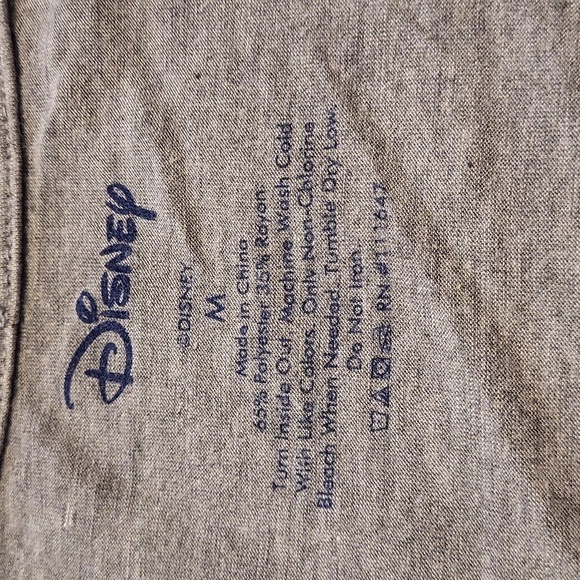 Disney
©DISNEY
M
Made in China
65% Polyester 35% Rayon
Turn Inside Out. Machine Wash Cold
With Like Colors. Only Non-Chlorine
Bleach When Needed. Tumble Dry Low.
Do Not Iron.
RN #111647